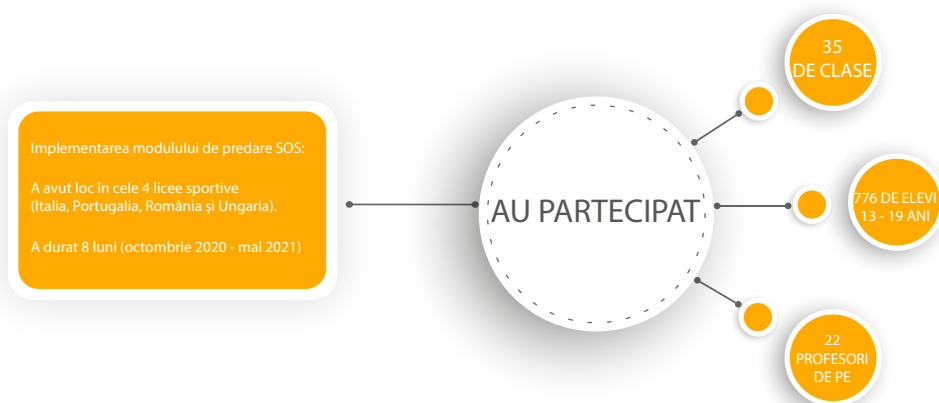 Implementarea modulului de predare SOS:
A avut loc în cele 4 licee sportive
(Italia, Portugalia, România și Ungaria).
A durat 8 luni (octombrie 2020 - mai 2021)
AU PARTECIPAT
35
DE CLASE
776 DE ELEVI
13 - 19 ANI
22
PROFESORI
DE PE